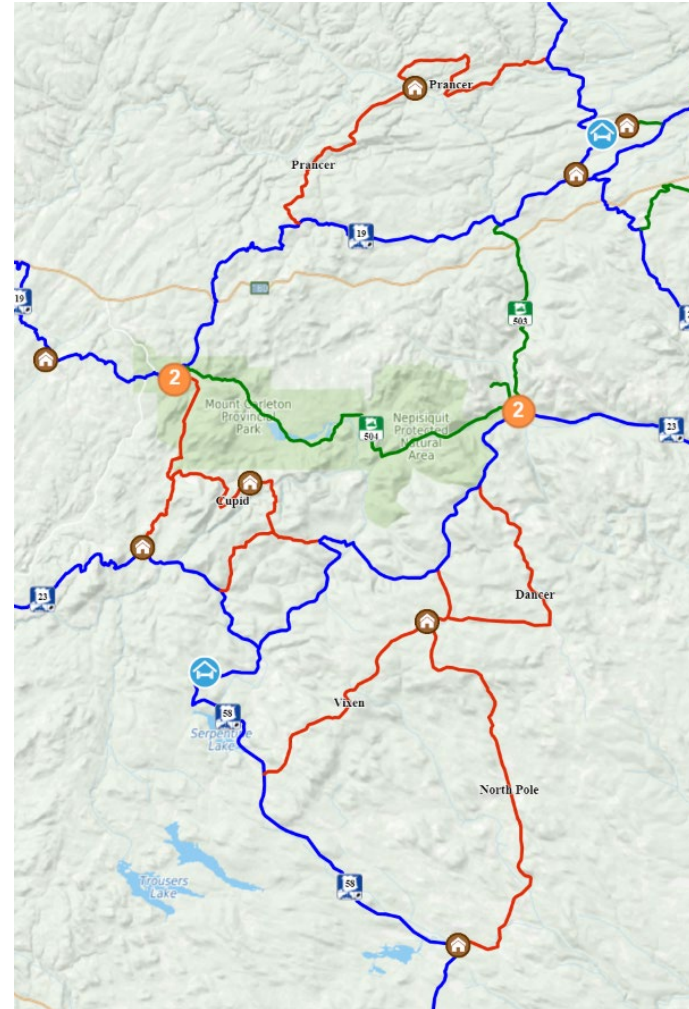 Prancer
Prancer
19
19
180
503
2
Mount Carleton
Provincial
Park
504
Nepisiquit
Protected
Natural
Area
2
23
Cupid
23
Dancer
Vixen
58
Serpentine
Lake
North Pole
Trousers
Lake
58